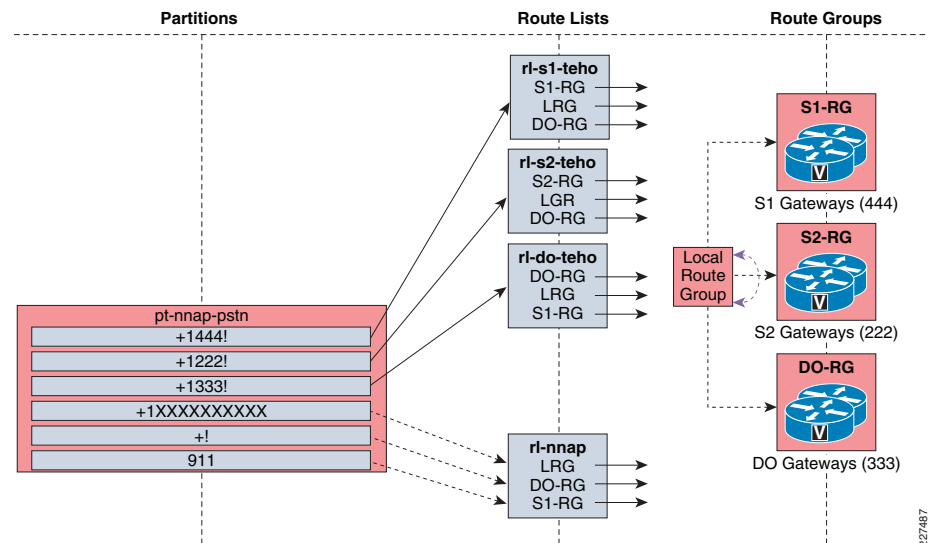 Partitions
Route Lists
Route Groups
rl-s1-teho
S1-RG
LRG
DO-RG
rl-s2-teho
S2-RG
LGR
DO-RG
rl-do-teho
DO-RG
LRG
S1-RG
pt-nnap-pstn
+1444!
+1222!
+1333!
+1XXXXXXXXXX
+!
911
rl-nnap
LRG
DO-RG
S1-RG
Local
Route
Group
S1-RG
V
S1 Gateways (444)
S2-RG
V
S2 Gateways (222)
DO-RG
V
DO Gateways (333)
227487